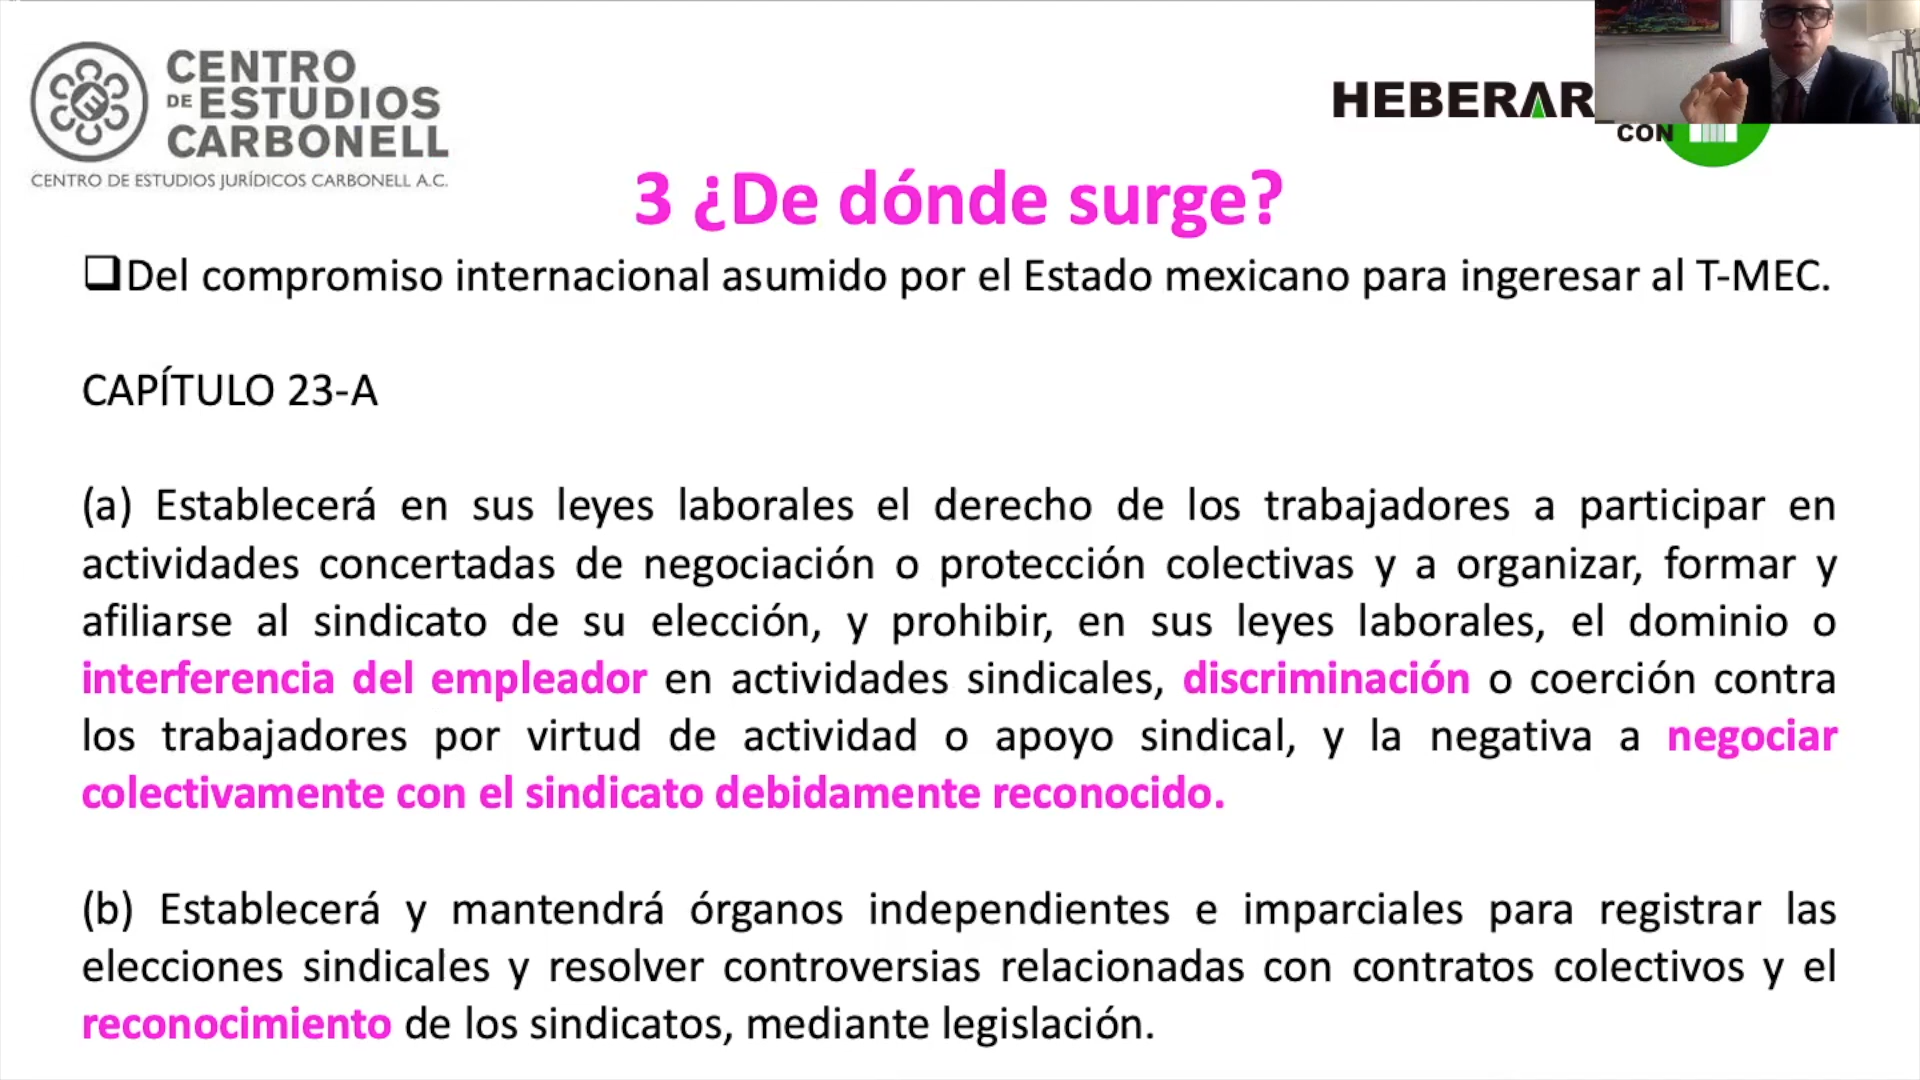 CENTRO
DE ESTUDIOS
CARBONELL
CENTRO DE ESTUDIOS JURÍDICOS CARBONELL A.C.
HEBERAR
CON
3 ¿De dónde surge?
❑Del compromiso internacional asumido por el Estado mexicano para ingeresar al T-MEC.
CAPÍTULO 23-A
(a) Establecerá en sus leyes laborales el derecho de los trabajadores a participar en
actividades concertadas de negociación o protección colectivas y a organizar, formar y
afiliarse al sindicato de su elección, y prohibir, en sus leyes laborales, el dominio o
interferencia del empleador en actividades sindicales, discriminación o coerción contra
los trabajadores por virtud de actividad o apoyo sindical, y la negativa a negociar
colectivamente con el sindicato debidamente reconocido.
(b) Establecerá y mantendrá órganos independientes e imparciales para registrar las
elecciones sindicales y resolver controversias relacionadas con contratos colectivos y el
reconocimiento de los sindicatos, mediante legislación.